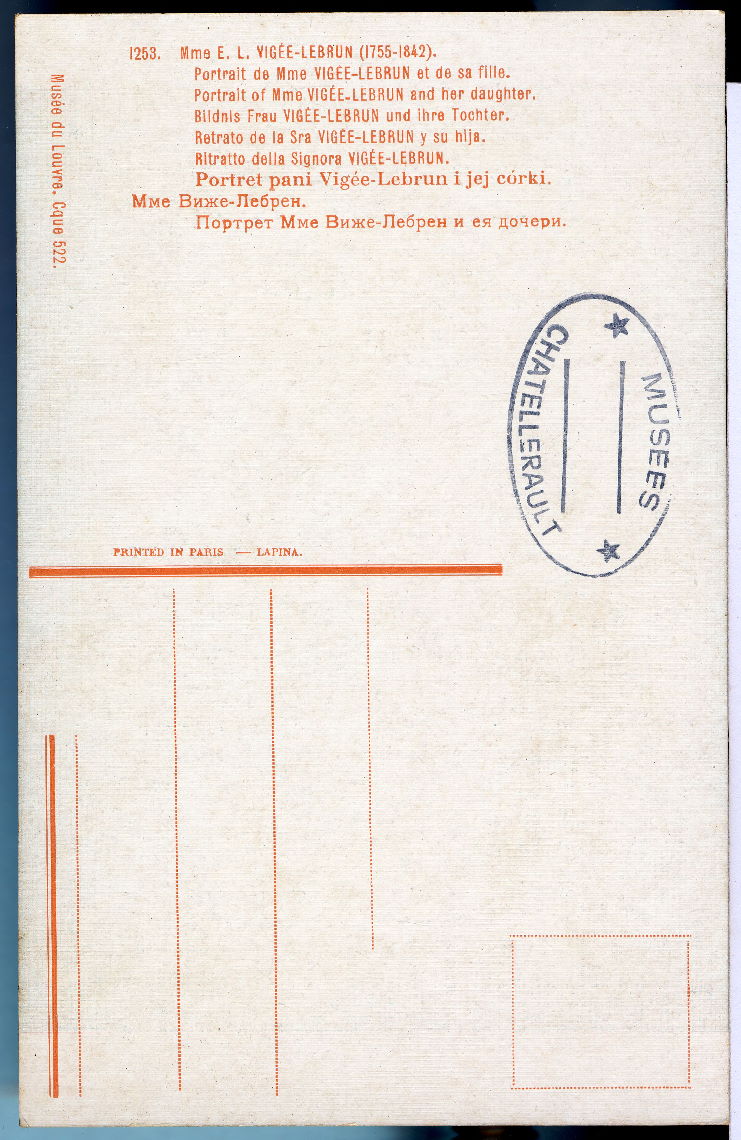 1253. Mme E. L. VIGÉE-LEBRUN (1755-1842).
Portrait de Mme VIGÉE-LEBRUN et de sa fille.
Portrait of Mme VIGÉE-LEBRUN and her daughter.
Bildnis Frau VIGÉE-LEBRUN und ihre Tochter.
Retrato de la Sra VIGÉE-LEBRUN y su hija.
Ritratto della Signora VIGÉE-LEBRUN.
Portret pani Vigée-Lebrun i jej córki.
Мме Виже-Лебрен.
Портрет Мме Виже-Лебрен и ея дочери.
Musée du Louvre. Cque 522.
MUSÉES
CHATELLERAULT
PRINTED IN PARIS — LAPINA.